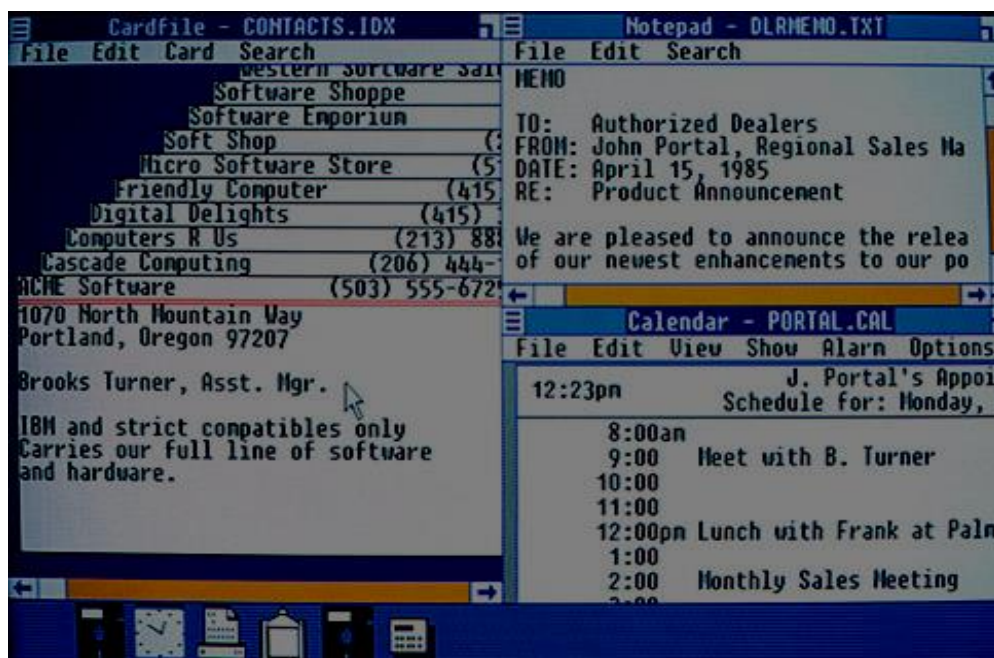 Cardfile - CONTACTS.IDX
File Edit Card Search
Western Software
Software Shoppe
Software Emporium
Soft Shop
Micro Software Store (5
Friendly Computer (415
Digital Delights (415)
Computers R Us (213) 88
Cascade Computing (206) 444-
ACME Software (503) 555-672
1070 North Mountain Way
Portland, Oregon 97207
Brooks Turner, Asst. Mgr.
IBM and strict compatibles only
Carries our full line of software
and hardware.
Notepad - DLRMEMO.TXT
File Edit Search
MEMO
TO: Authorized Dealers
FROM: John Portal, Regional Sales Ma
DATE: April 15, 1985
RE: Product Announcement
We are pleased to announce the relea
of our newest enhancements to our po
Calendar - PORTAL.CAL
File Edit View Show Alarm Options
12:23pm J. Portal's Appoi
Schedule for: Monday,
8:00am
9:00 Meet with B. Turner
10:00
11:00
12:00pm Lunch with Frank at Palm
1:00
2:00 Monthly Sales Meeting